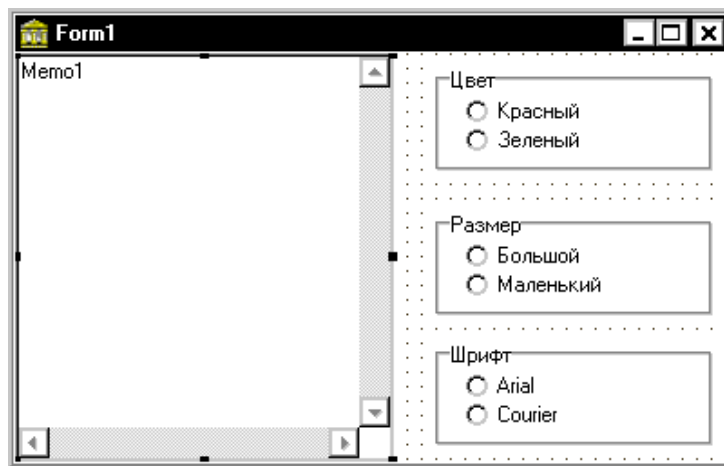 Form1
Memo1
Цвет
Красный
Зеленый
Размер
Большой
Маленький
Шрифт
Arial
Courier